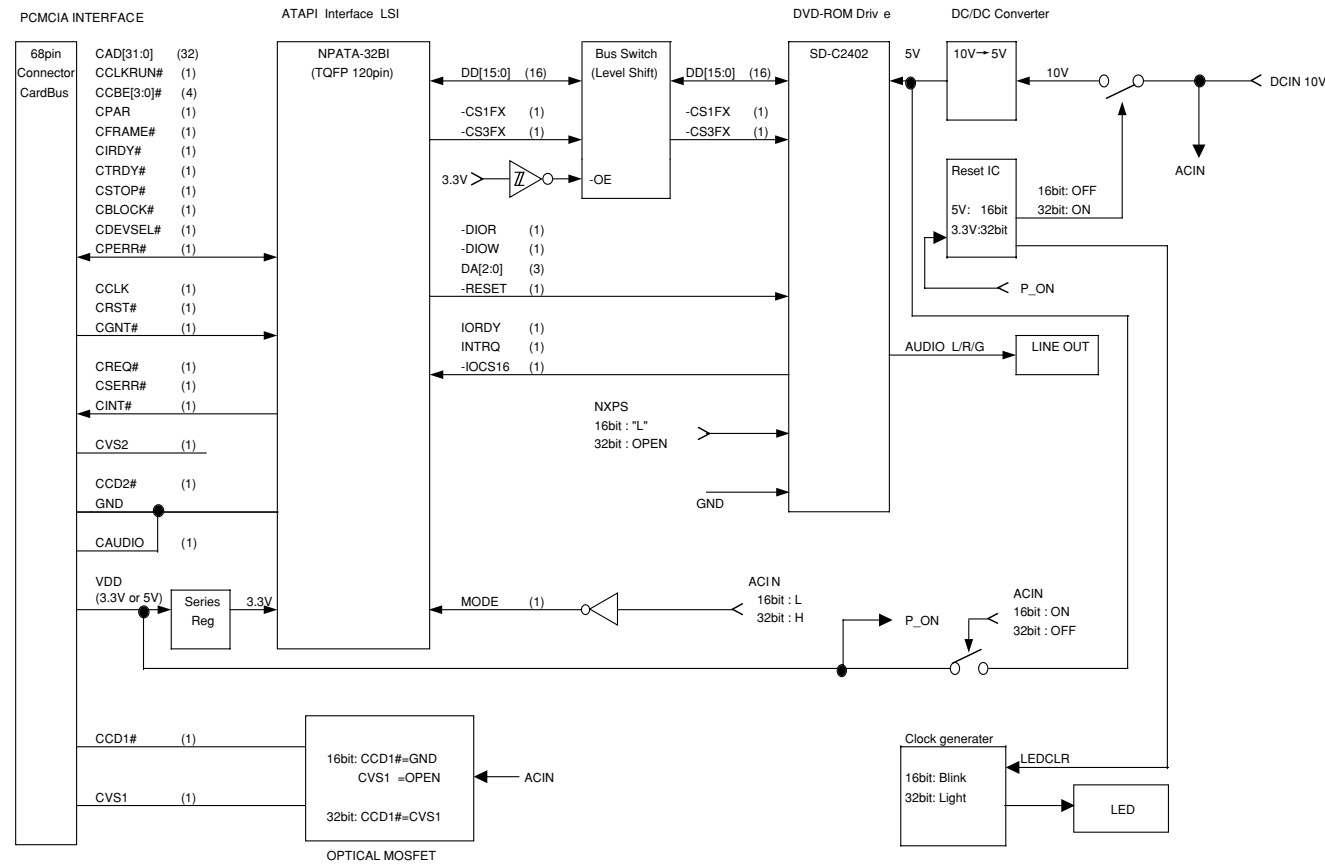 PCMCIA INTERFACE
ATAPI Interface LSI
DVD-ROM Driv e
DC/DC Converter
68pin
Connector
CardBus
CAD[31:0] (32)
CCLKRUN# (1)
CCBE[3:0]# (4)
CPAR (1)
CFRAME# (1)
CIRDY# (1)
CTRDY# (1)
CSTOP# (1)
CBLOCK# (1)
CDEVSEL# (1)
CPERR# (1)
CCLK (1)
CRST# (1)
CGNT# (1)
CREQ# (1)
CSERR# (1)
CINT# (1)
CVS2 (1)
CCD2# (1)
GND
CAUDIO (1)
VDD
(3.3V or 5V)
Series
Reg
3.3V
CCD1# (1)
CVS1 (1)
NPATA-32BI
(TQFP 120pin)
DD[15:0] (16)
-CS1FX (1)
-CS3FX (1)
3.3V
Bus Switch
(Level Shift)
-OE
DD[15:0] (16)
-CS1FX (1)
-CS3FX (1)
-DIOR (1)
-DIOW (1)
DA[2:0] (3)
-RESET (1)
IORDY (1)
INTRQ (1)
-IOCS16 (1)
NXPS
16bit : "L"
32bit : OPEN
GND
MODE (1)
ACIN
16bit : L
32bit : H
SD-C2402
5V
10V→5V
10V
DCIN 10V
ACIN
Reset IC
5V: 16bit
3.3V:32bit
16bit: OFF
32bit: ON
P_ON
AUDIO L/R/G
LINE OUT
P_ON
ACIN
16bit : ON
32bit : OFF
16bit: CCD1#=GND
CVS1 =OPEN
32bit: CCD1#=CVS1
ACIN
OPTICAL MOSFET
Clock generater
16bit: Blink
32bit: Light
LEDCLR
LED